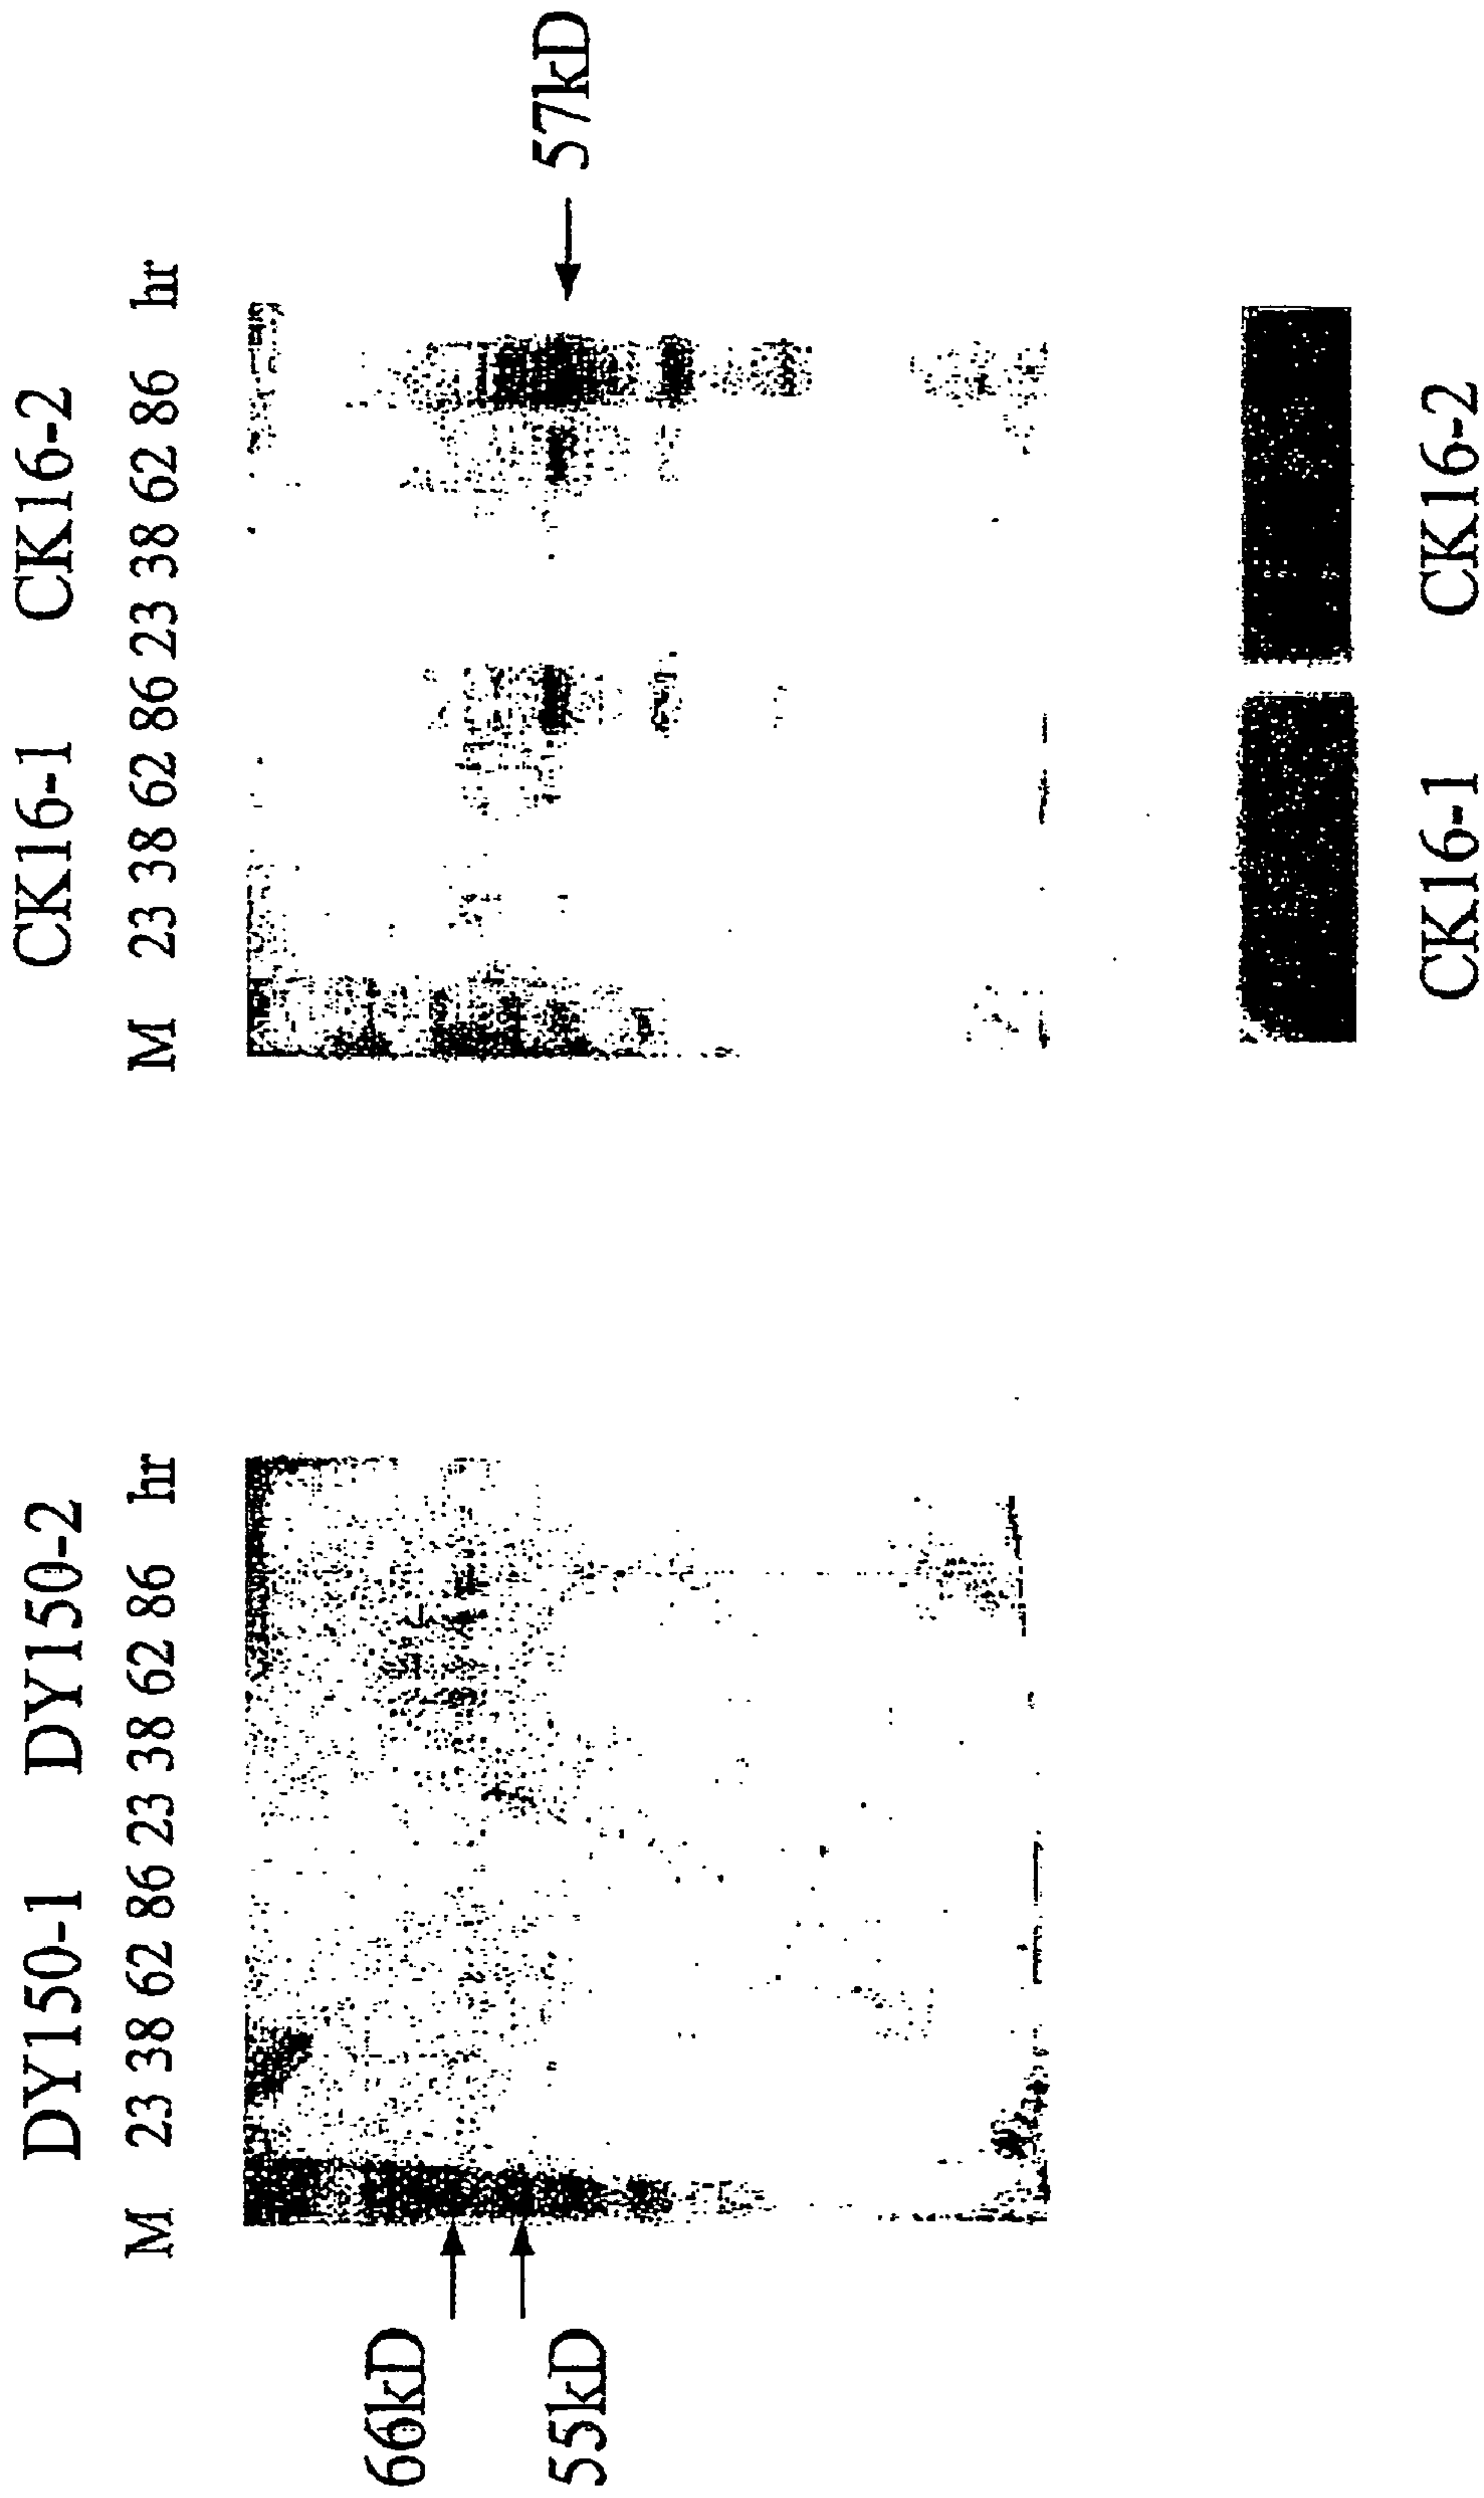 DY150-1 DY150-2 CK16-1 CK16-2
M 23 38 62 86 23 38 62 86 hr M 23 38 62 86 23 38 62 86 hr
66kD
55kD
57kD
CK16-1 CK16-2